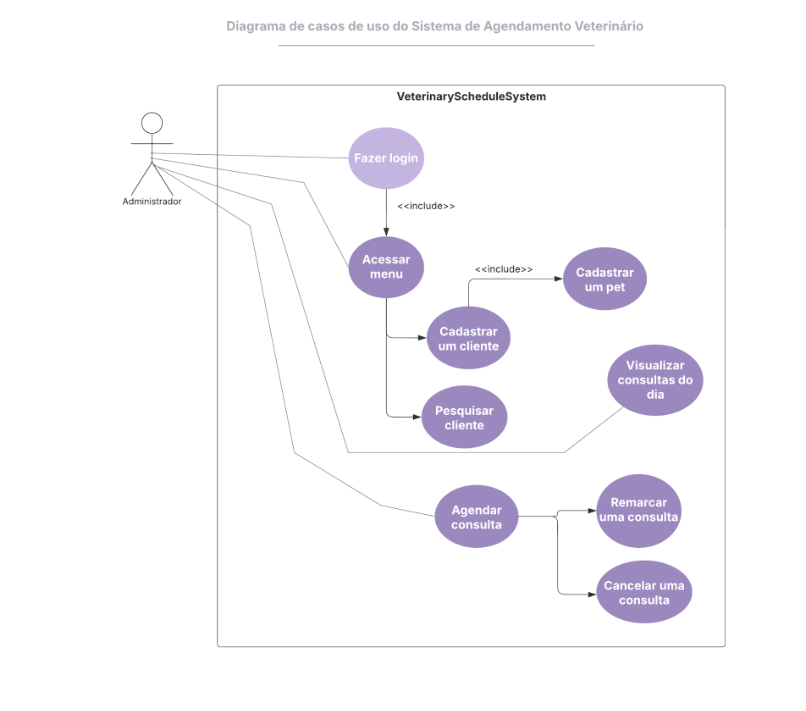 Diagrama de casos de uso do Sistema de Agendamento Veterinário
VeterinaryScheduleSystem
Administrador
Fazer login
<<include>>
Acessar
menu
<<include>>
Cadastrar
um pet
Cadastrar
um cliente
Visualizar
consultas do
dia
Pesquisar
cliente
Agendar
consulta
Remarcar
uma consulta
Cancelar uma
consulta